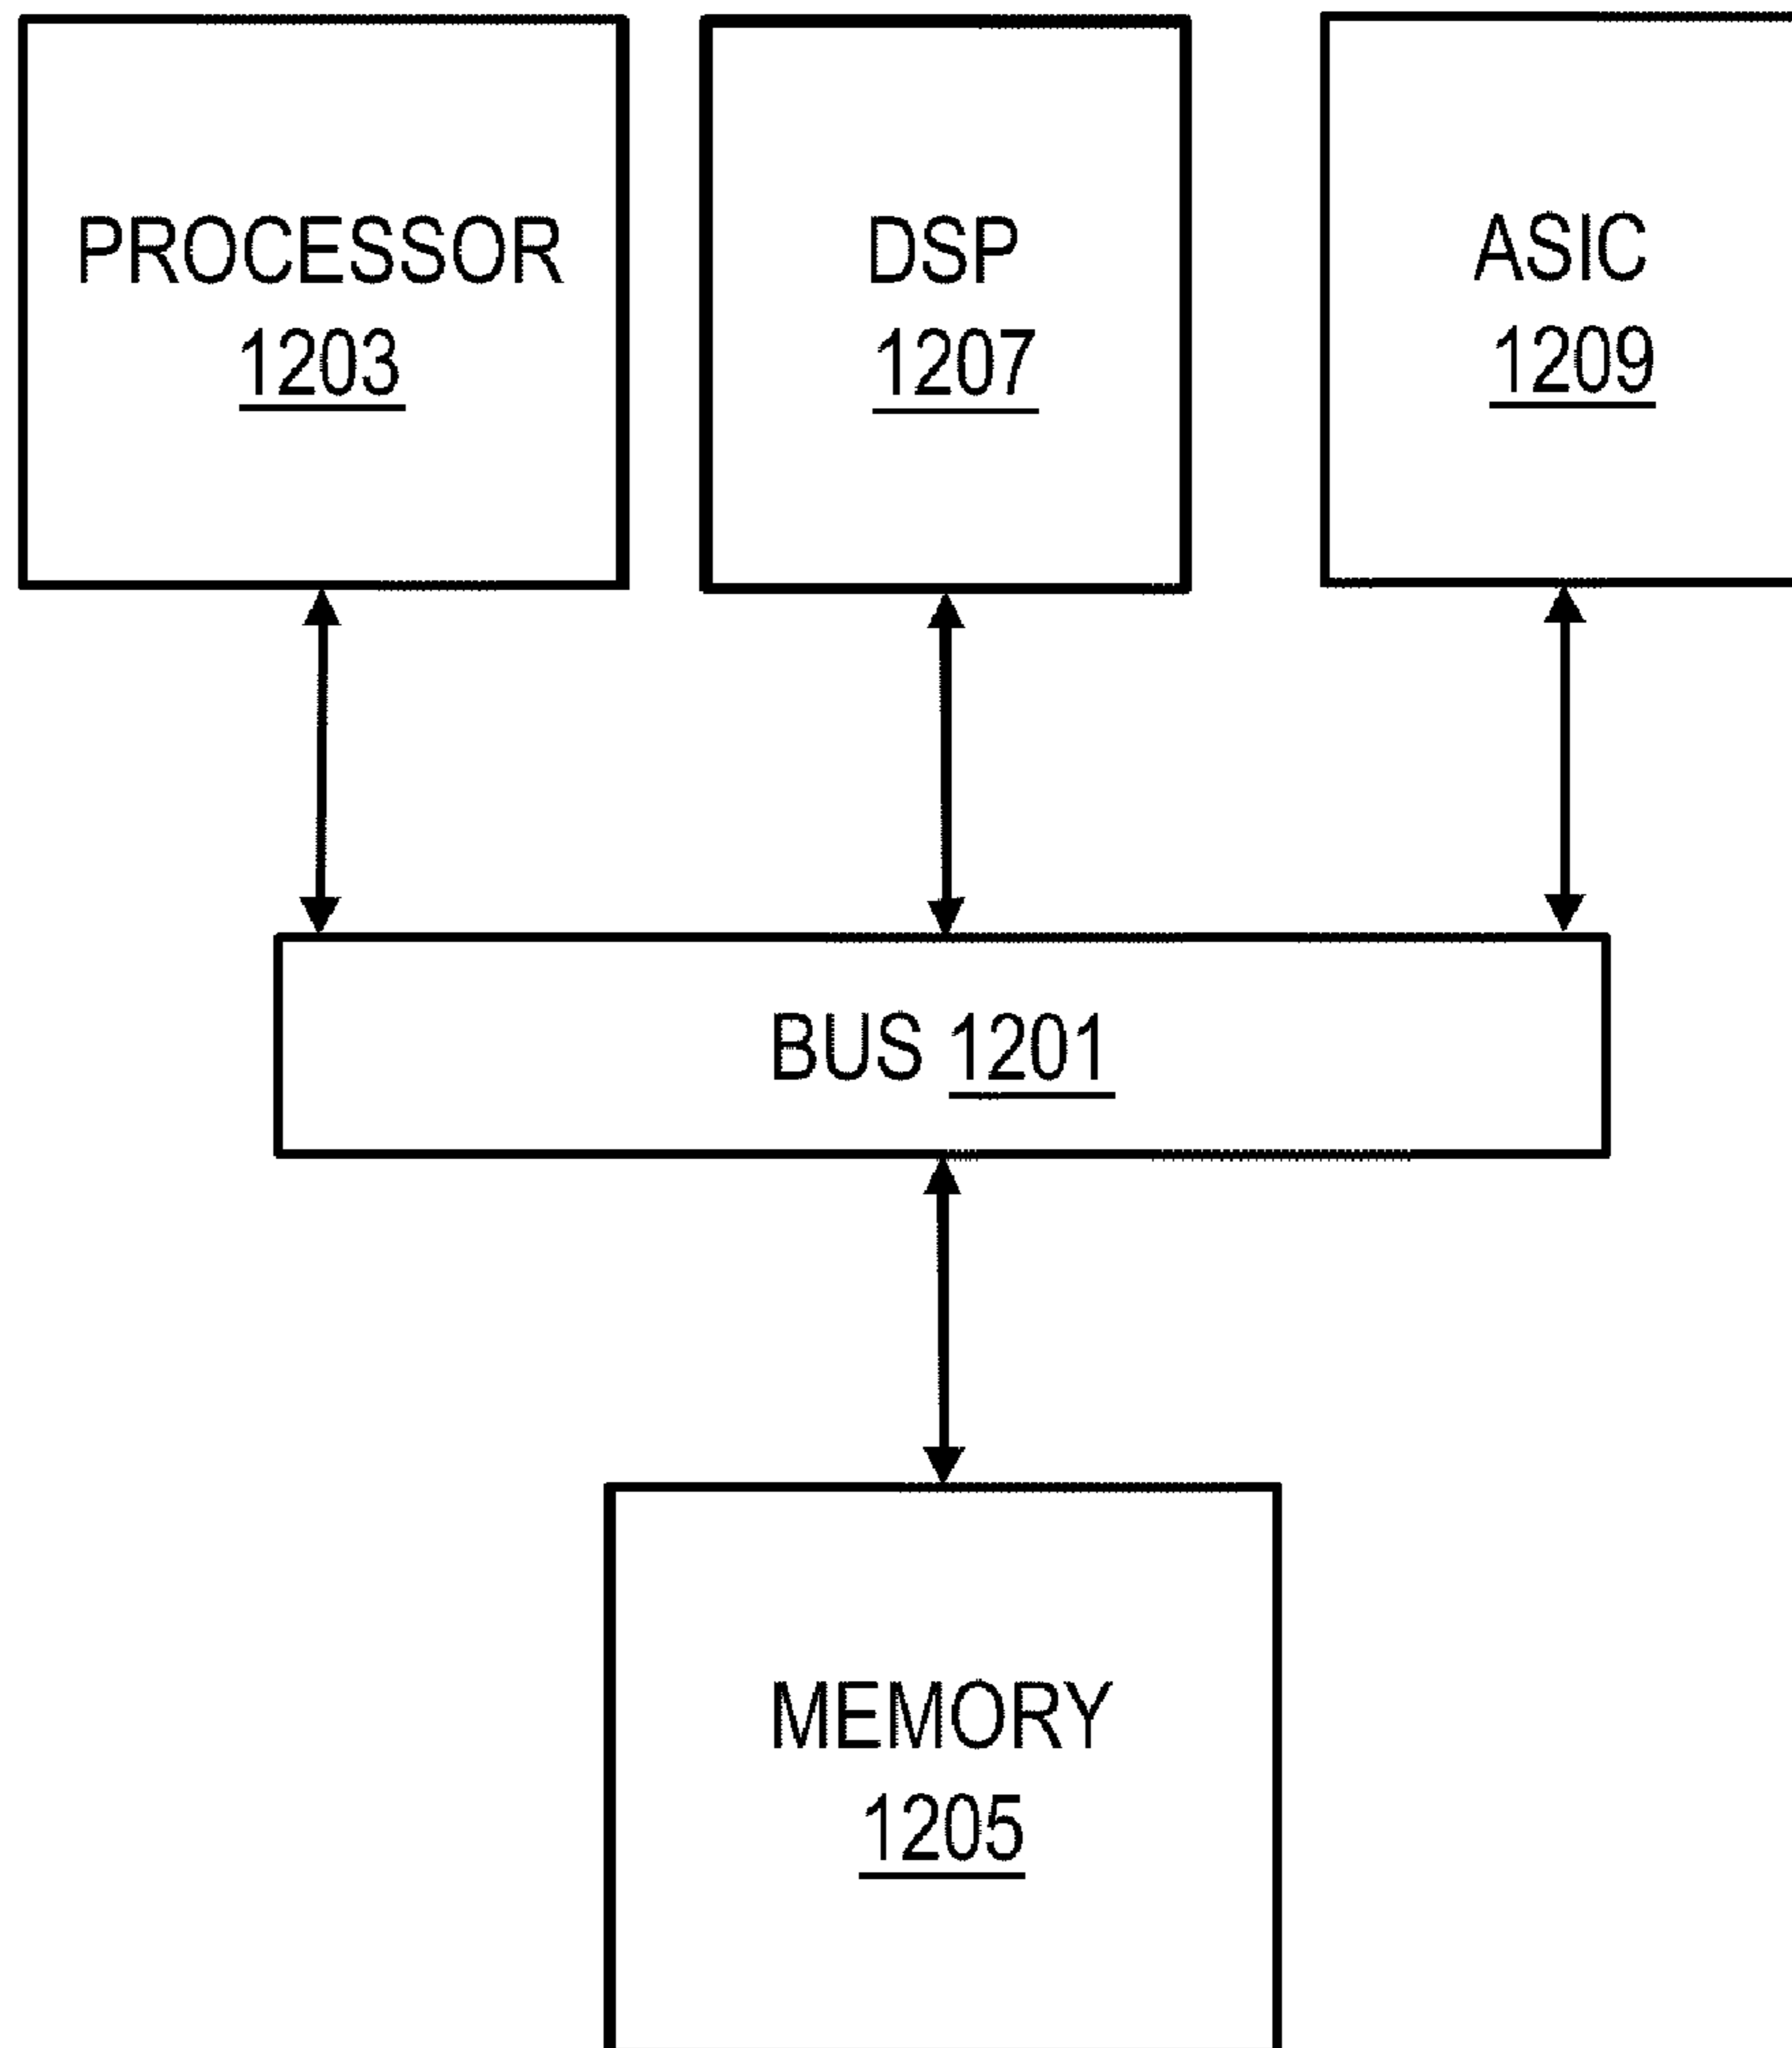 PROCESSOR
1203
DSP
1207
ASIC
1209
BUS 1201
MEMORY
1205